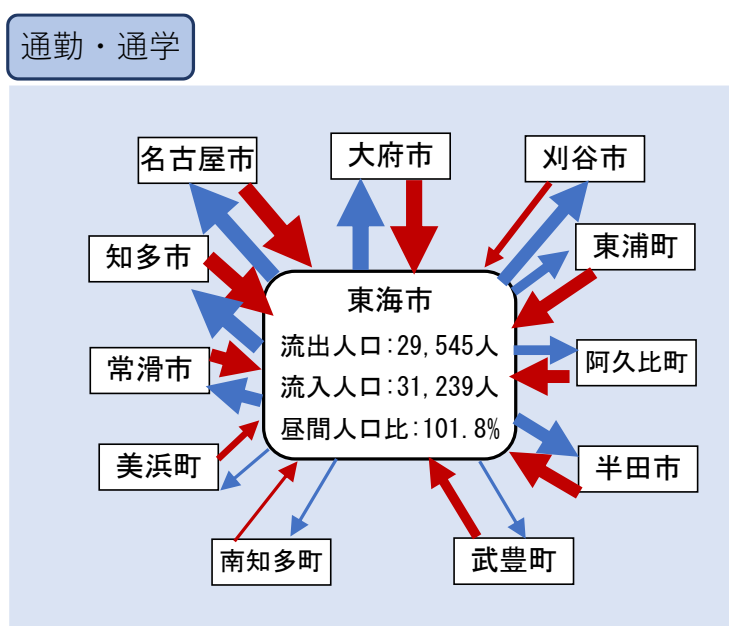 通勤・通学
名古屋市
大府市
刈谷市
知多市
東浦町
東海市
流出人口:29,545人
流入人口:31,239人
昼間人口比:101.8%
常滑市
阿久比町
美浜町
半田市
南知多町
武豊町